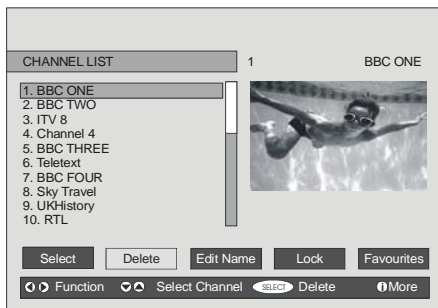 CHANNEL LIST 1 BBC ONE
1. BBC ONE
2. BBC TWO
3. ITV 8
4. Channel 4
5. BBC THREE
6. Teletext
7. BBC FOUR
8. Sky Travel
9. UKHistory
10. RTL
Select Delete Edit Name Lock Favourites
Function Select Channel SELECT Delete i More